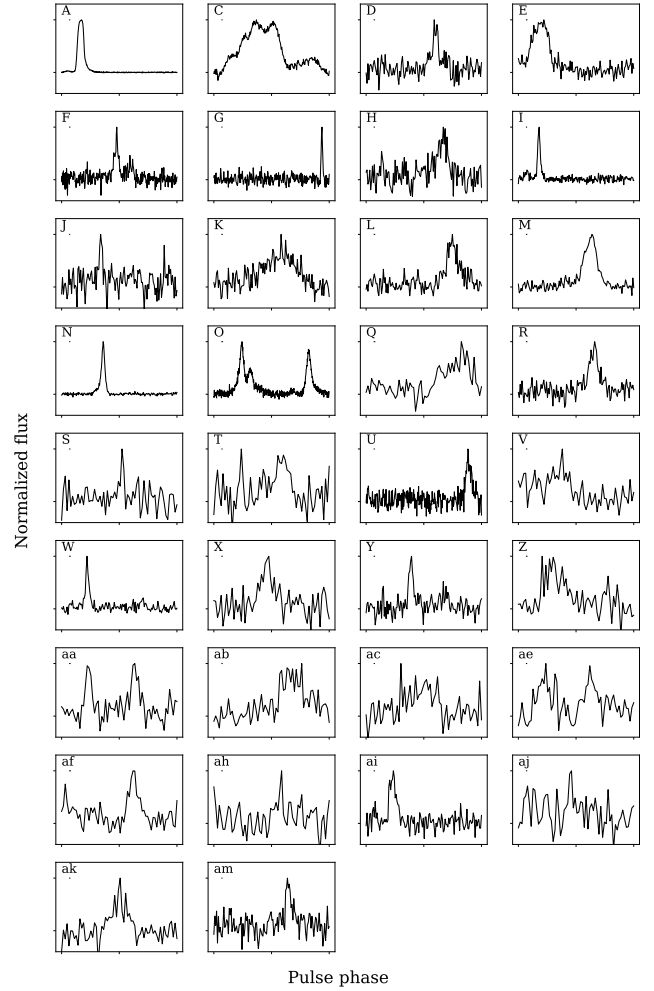 A C D E
F G H I
J K L M
N O Q R
S T U V
W X Y Z
aa ab ac ae
af ah ai aj
ak am
Normalized flux
Pulse phase